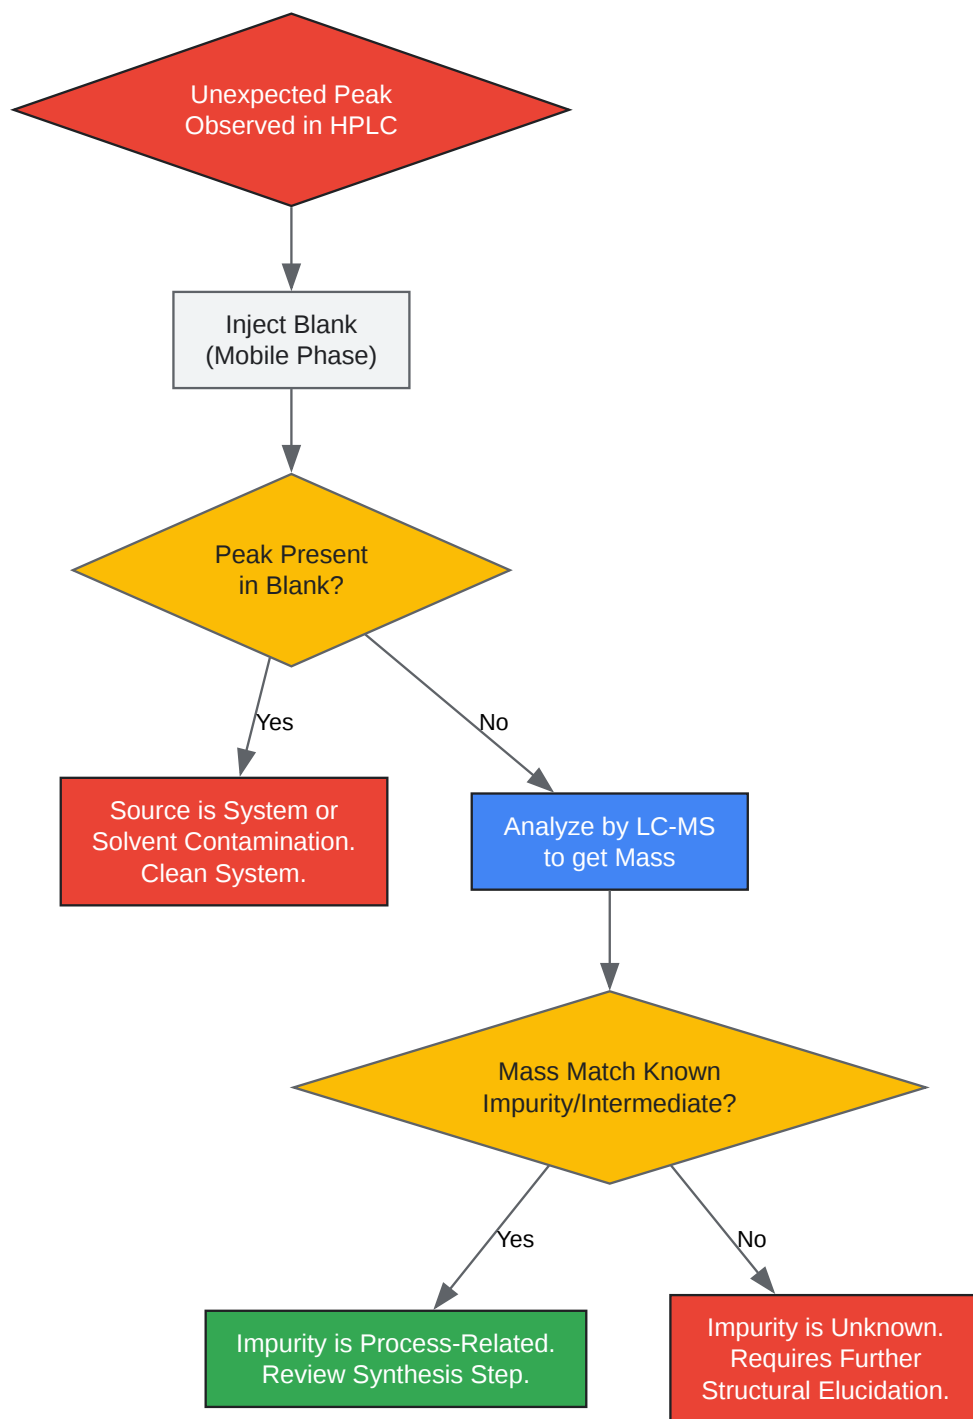 Unexpected Peak
Observed in HPLC
Inject Blank
(Mobile Phase)
Peak Present
in Blank?
Yes
No
Source is System or
Solvent Contamination.
Clean System.
Analyze by LC-MS
to get Mass
Mass Match Known
Impurity/Intermediate?
Yes
No
Impurity is Process-Related.
Review Synthesis Step.
Impurity is Unknown.
Requires Further
Structural Elucidation.